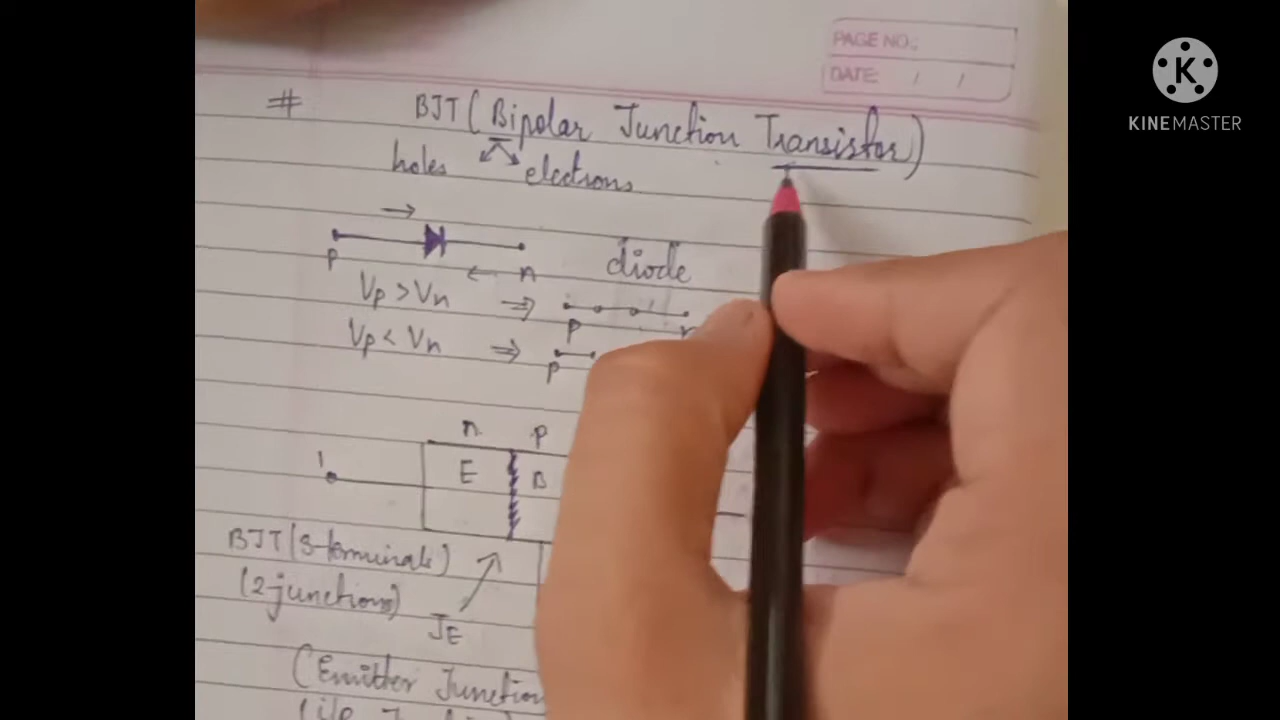 PAGE NO.:
DATE: / /
K
KINEMASTER
# BJT (Bipolar Junction Transistor)
holes electrons
p n diode
Vp > Vn ⇒ p
Vp < Vn ⇒ p
n p
1 E B
BJT (3-terminals)
(2-junctions)
JE
(Emitter Junction